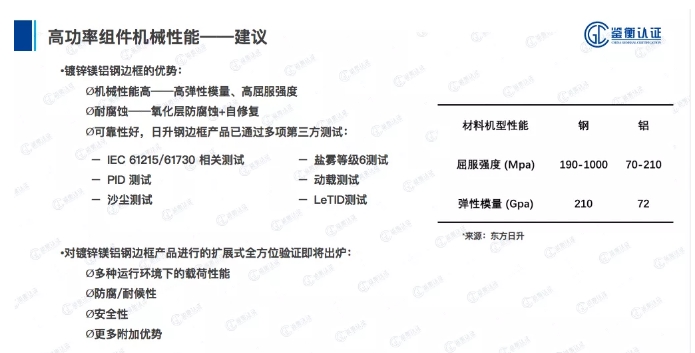 高功率组件机械性能——建议
鉴衡认证
•镀锌镁铝钢边框的优势：
Ø机械性能高——高弹性模量、高屈服强度
Ø耐腐蚀——氧化层防腐蚀+自修复
Ø可靠性好，日升钢边框产品已通过多项第三方测试：
– IEC 61215/61730 相关测试
– 盐雾等级6测试
– PID 测试
– 动载测试
– 沙尘测试
– LeTID测试
材料机型性能 钢 铝
屈服强度 (Mpa) 190-1000 70-210
弹性模量 (Gpa) 210 72
*来源：东方日升
•对镀锌镁铝钢边框产品进行的扩展式全方位验证即将出炉：
Ø多种运行环境下的载荷性能
Ø防腐/耐候性
Ø安全性
Ø更多附加优势